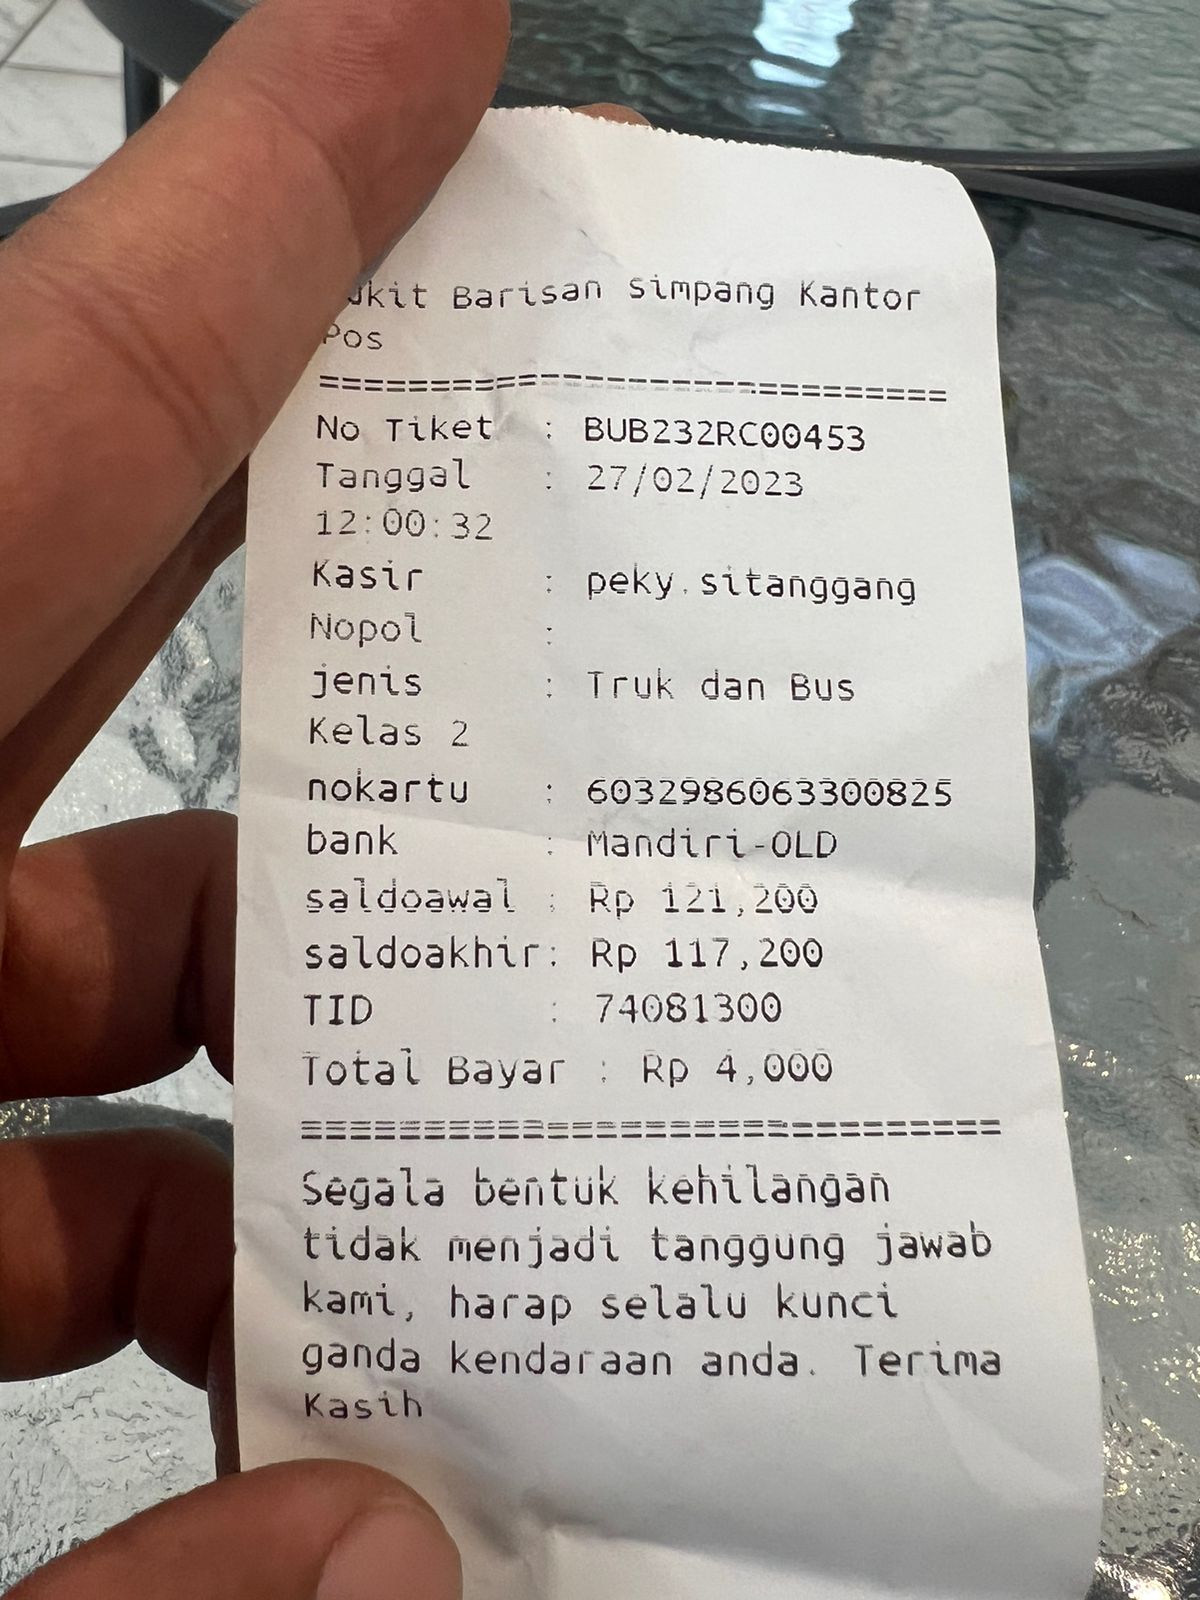 Barisan simpang Kantor
Pos
==================================
No Tiket : BUB232RC00453
Tanggal : 27/02/2023
12:00:32
Kasir : peky.sitanggang
Nopol :
jenis : Truk dan Bus
Kelas 2
nokartu : 6032986063300825
bank : Mandiri-OLD
saldoawal : Rp 121,200
saldoakhir: Rp 117,200
TID : 74081300
Total Bayar : Rp 4,000
==================================
Segala bentuk kehilangan
tidak menjadi tanggung jawab
kami, harap selalu kunci
ganda kendaraan anda. Terima
Kasih